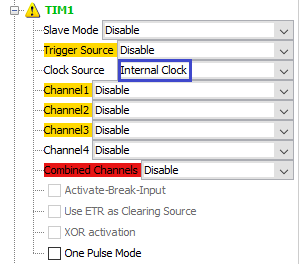 TIM1
Slave Mode Disable
Trigger Source Disable
Clock Source Internal Clock
Channel1 Disable
Channel2 Disable
Channel3 Disable
Channel4 Disable
Combined Channels Disable
Activate-Break-Input
Use ETR as Clearing Source
XOR activation
One Pulse Mode